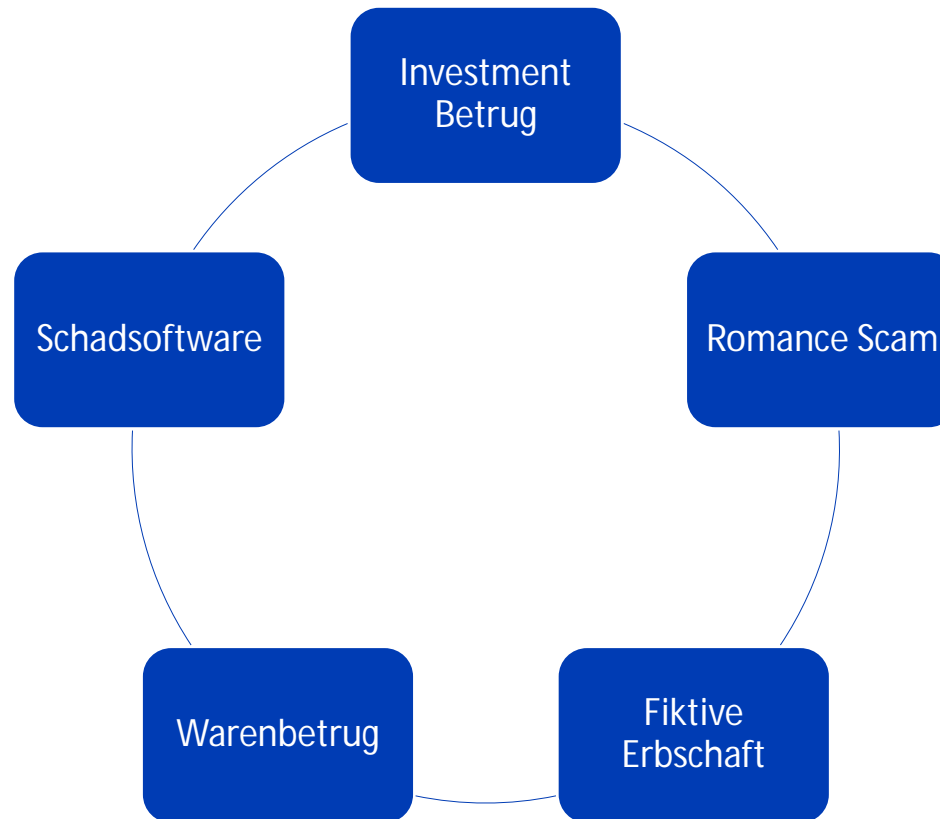 Investment
Betrug
Romance Scam
Fiktive
Erbschaft
Warenbetrug
Schadsoftware